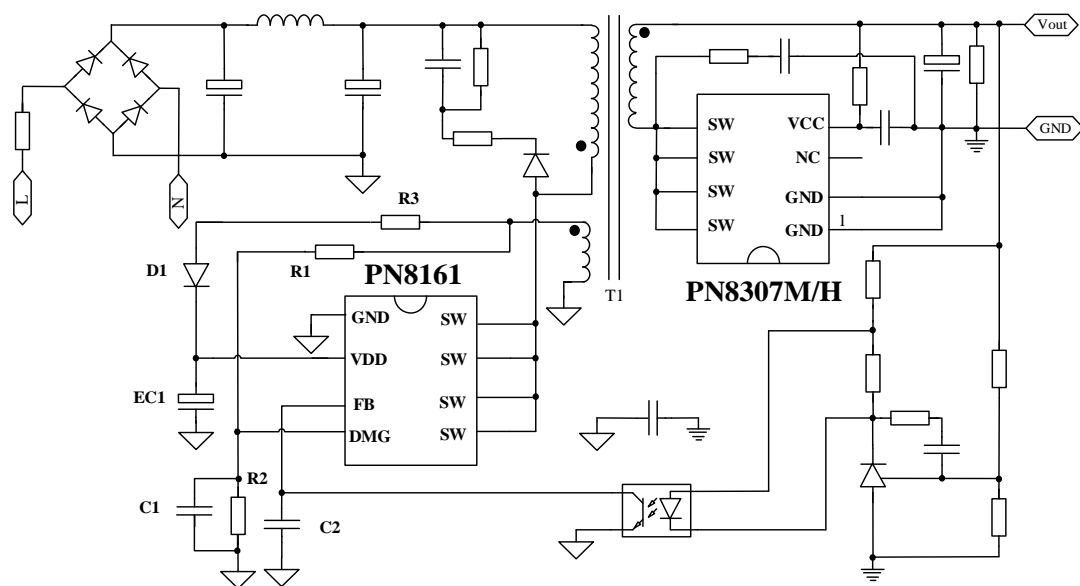 Vout
SW
VCC
GND
SW
NC
L
N
SW
GND
R3
SW
GND
1
D1
R1
PN8161
T1
PN8307M/H
GND
SW
VDD
SW
EC1
FB
SW
DMG
SW
R2
C1
C2